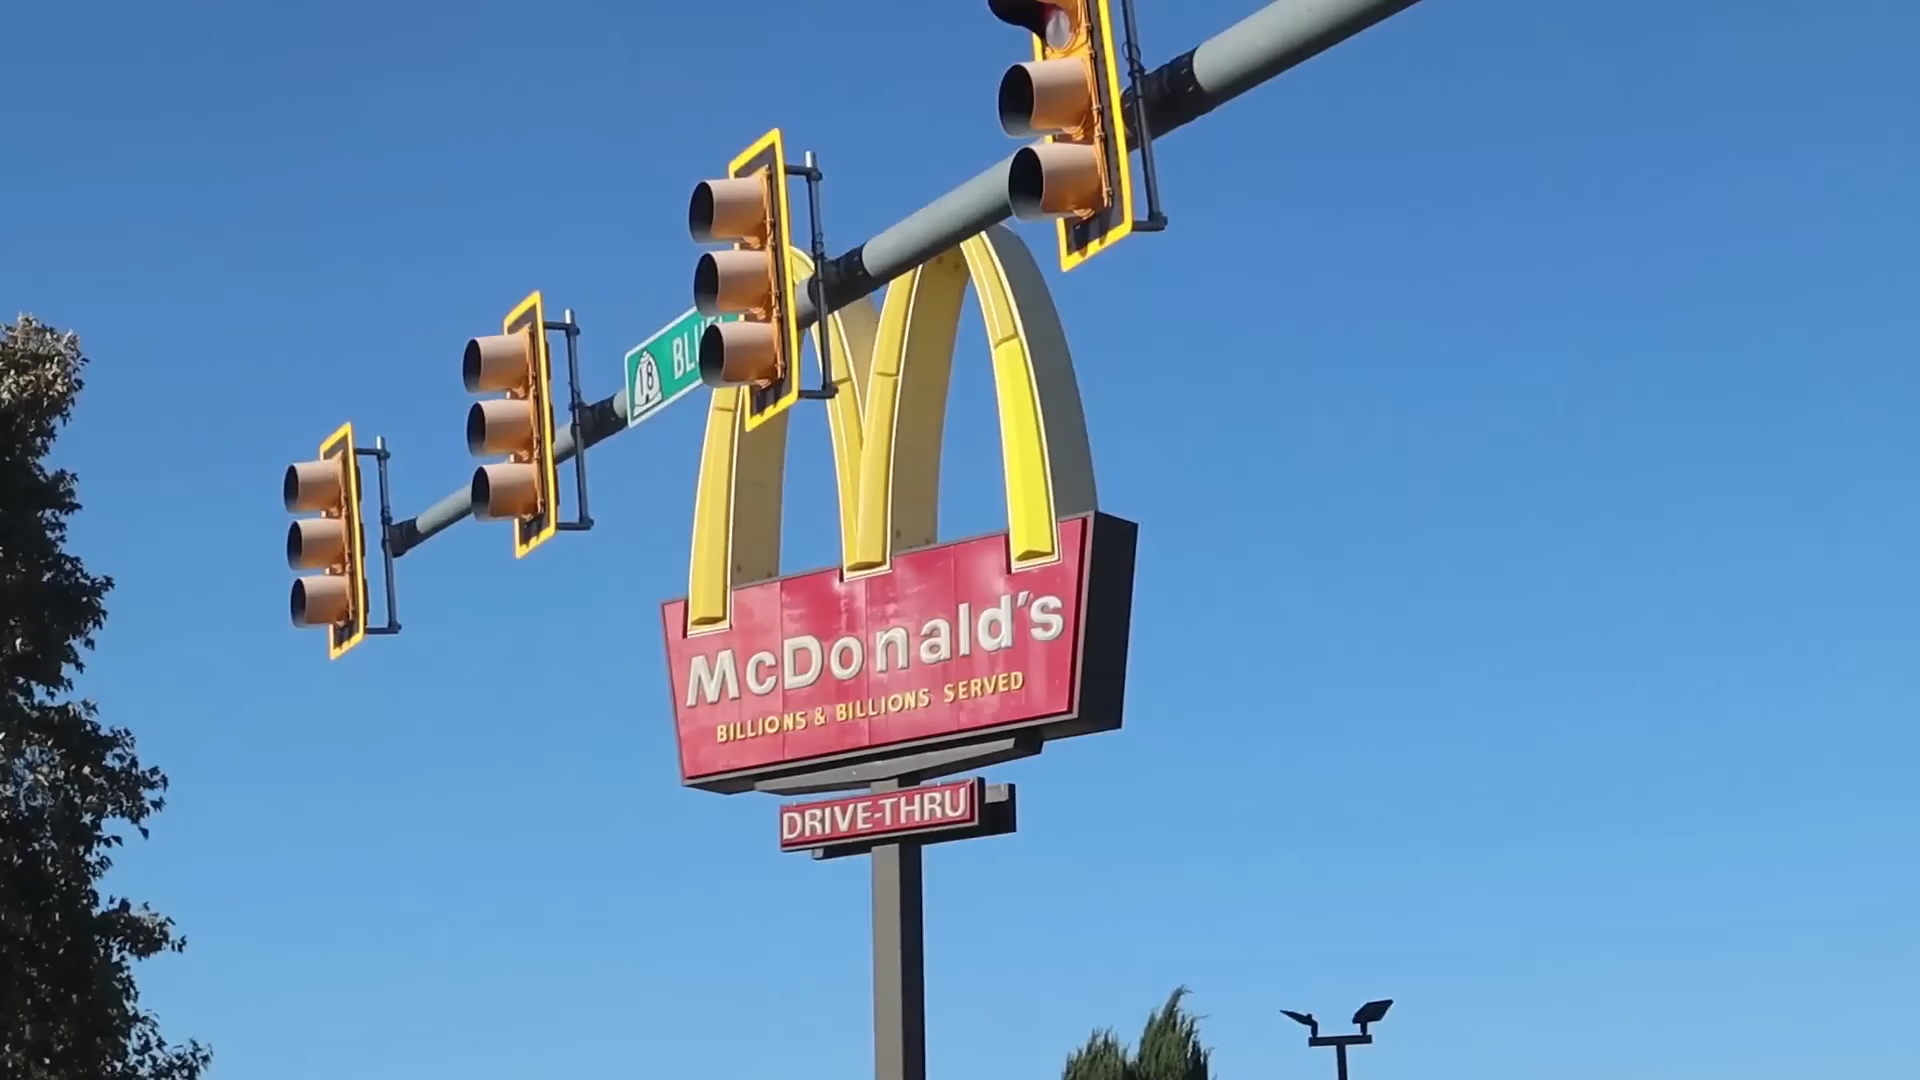 18
McDonald's
BILLIONS & BILLIONS SERVED
DRIVE-THRU